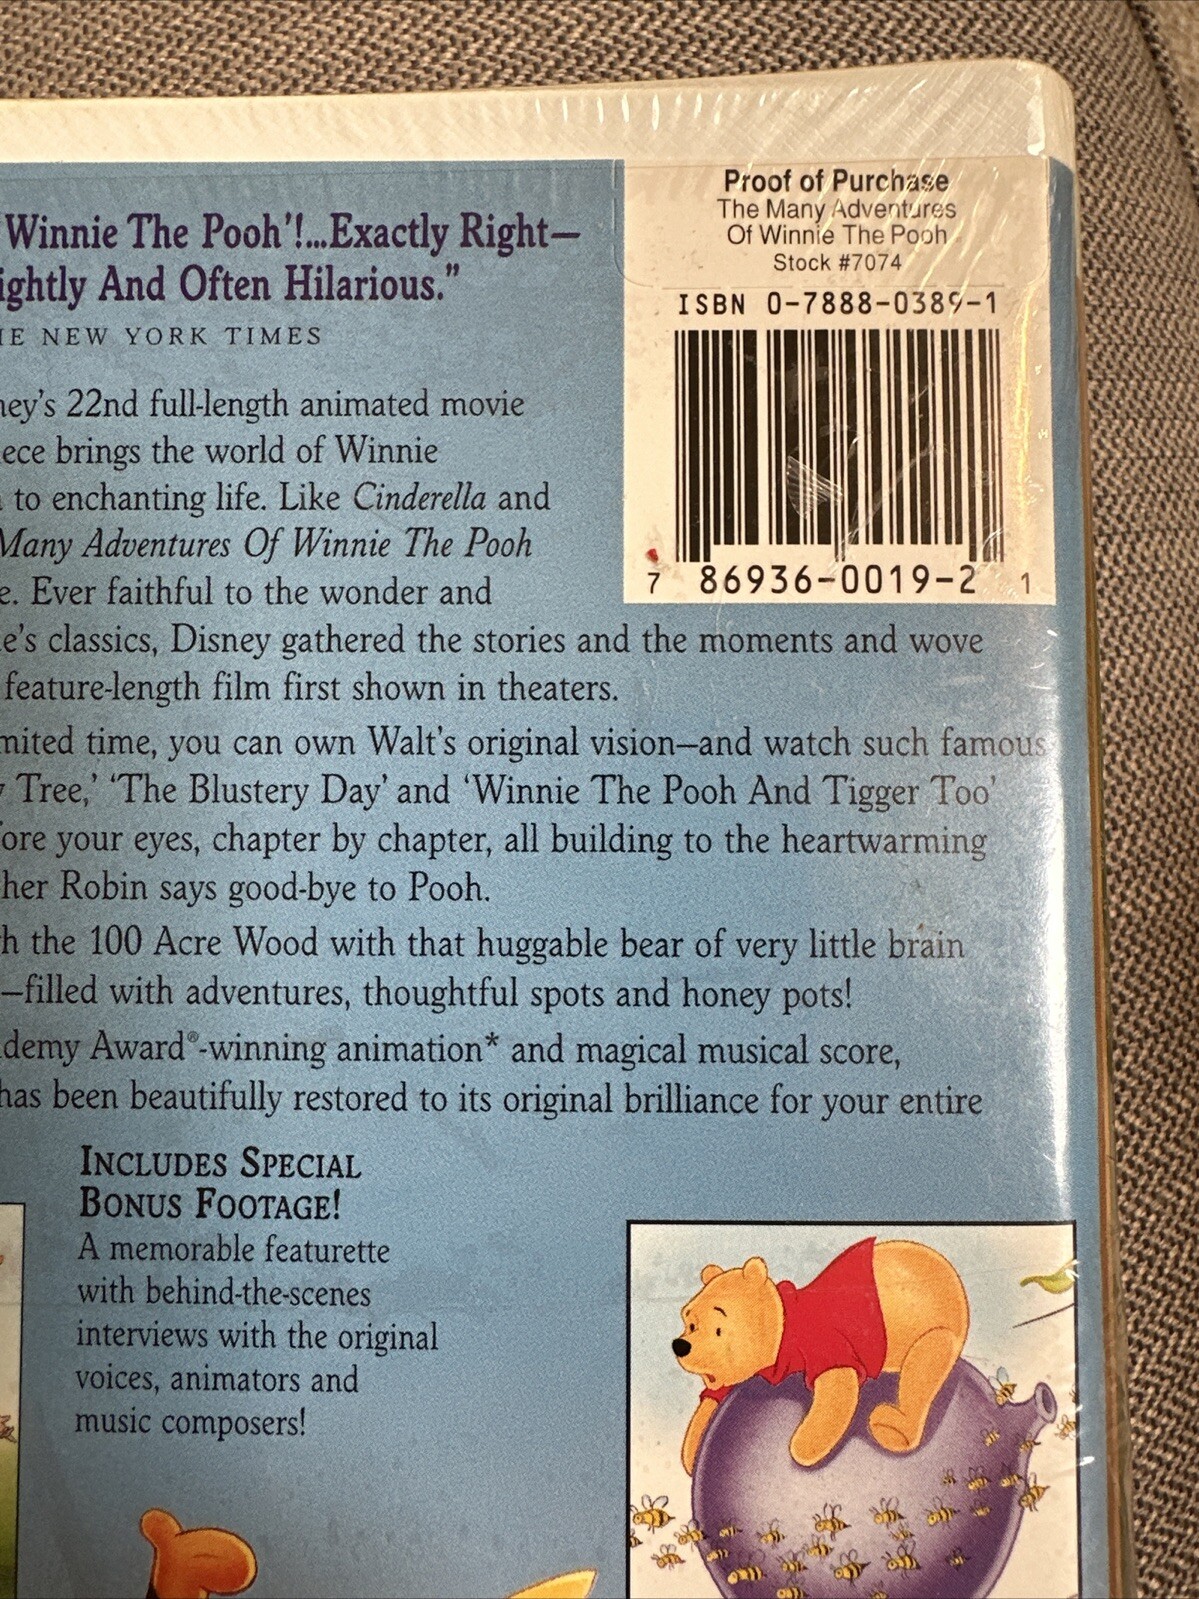 Proof of Purchase
The Many Adventures
Of Winnie The Pooh
Stock #7074
ISBN 0-7888-0389-1
7 86936-0019-2 1
Winnie The Pooh'!...Exactly Right—
ightly And Often Hilarious."
NEW YORK TIMES
ey's 22nd full-length animated movie
ece brings the world of Winnie
to enchanting life. Like Cinderella and
Many Adventures Of Winnie The Pooh
e. Ever faithful to the wonder and
e's classics, Disney gathered the stories and the moments and wove
feature-length film first shown in theaters.
mited time, you can own Walt's original vision—and watch such famous
Tree,' 'The Blustery Day' and 'Winnie The Pooh And Tigger Too'
ore your eyes, chapter by chapter, all building to the heartwarming
her Robin says good-bye to Pooh.
h the 100 Acre Wood with that huggable bear of very little brain
—filled with adventures, thoughtful spots and honey pots!
demy Award®-winning animation* and magical musical score,
has been beautifully restored to its original brilliance for your entire
INCLUDES SPECIAL
BONUS FOOTAGE!
A memorable featurette
with behind-the-scenes
interviews with the original
voices, animators and
music composers!